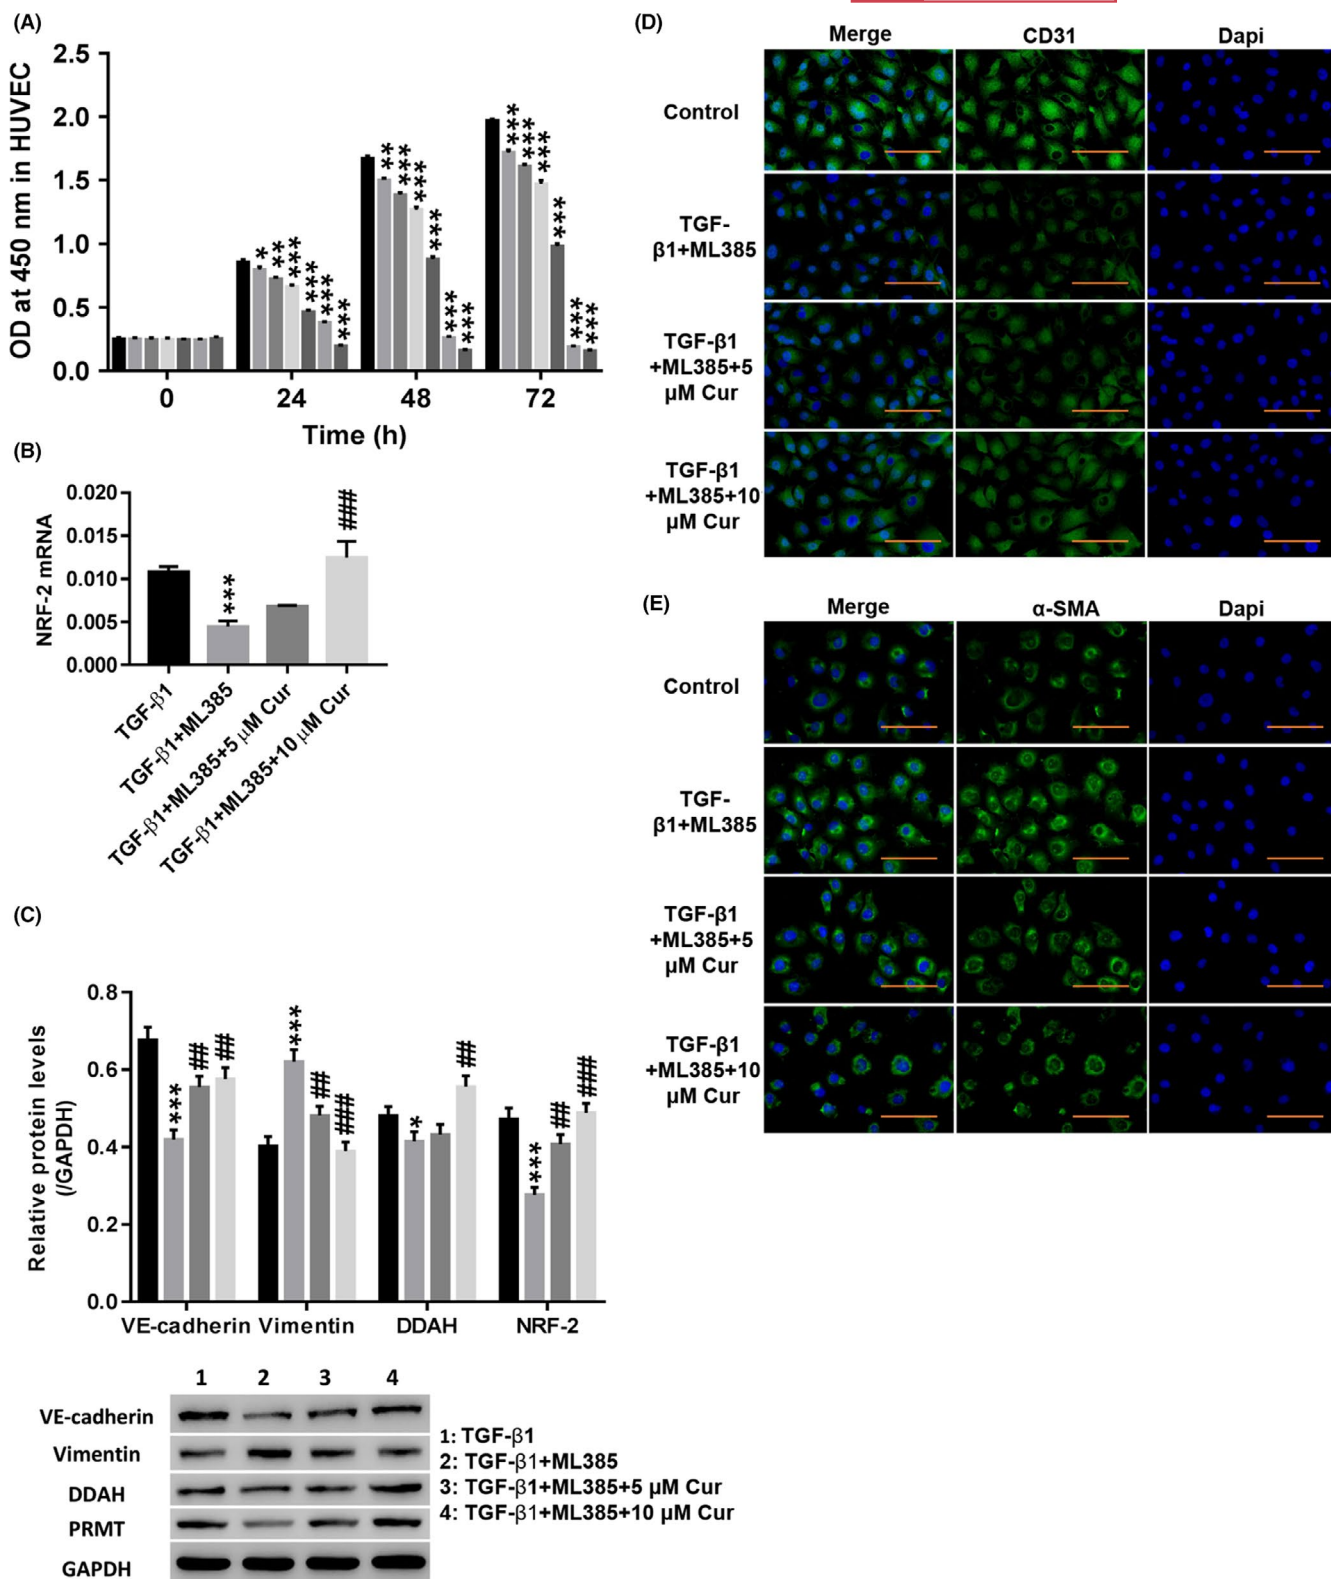 (A)
OD at 450 nm in HUVEC
2.5
2.0
1.5
1.0
0.5
0.0
*
**
***
***
***
***
**
***
***
***
***
***
***
***
***
***
***
***
0
24
48
72
Time (h)
(B)
NRF-2 mRNA
0.020
0.015
0.010
0.005
0.000
***
###
TGF-β1
TGF-β1+ML385
TGF-β1+ML385+5 μM Cur
TGF-β1+ML385+10 μM Cur
(C)
Relative protein levels
(/GAPDH)
0.8
0.6
0.4
0.2
0.0
***
##
##
***
##
###
*
##
***
##
###
VE-cadherin
Vimentin
DDAH
NRF-2
1 2 3 4
VE-cadherin
Vimentin
DDAH
PRMT
GAPDH
1: TGF-β1
2: TGF-β1+ML385
3: TGF-β1+ML385+5 μM Cur
4: TGF-β1+ML385+10 μM Cur
(D)
Merge CD31 Dapi
Control
TGF-
β1+ML385
TGF-β1
+ML385+5
μM Cur
TGF-β1
+ML385+10
μM Cur
(E)
Merge α-SMA Dapi
Control
TGF-
β1+ML385
TGF-β1
+ML385+5
μM Cur
TGF-β1
+ML385+10
μM Cur